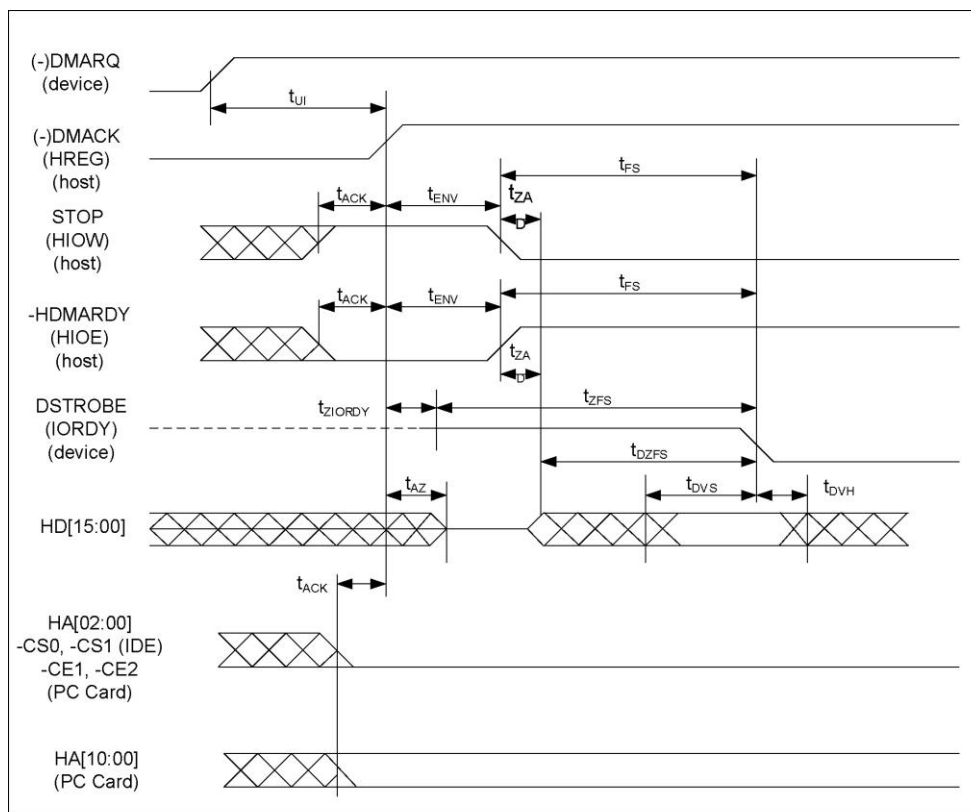 (-)DMARQ
(device)
tUI
(-)DMACK
(HREG)
(host)
tFS
tACK
tENV
tZA
D
STOP
(HIOW)
(host)
tFS
tACK
tENV
-HDMARDY
(HIOE)
(host)
tZA
D
DSTROBE
(IORDY)
(device)
tZIORDY
tZFS
tDZFS
tAZ
tDVS
tDVH
HD[15:00]
tACK
HA[02:00]
-CS0, -CS1 (IDE)
-CE1, -CE2
(PC Card)
HA[10:00]
(PC Card)